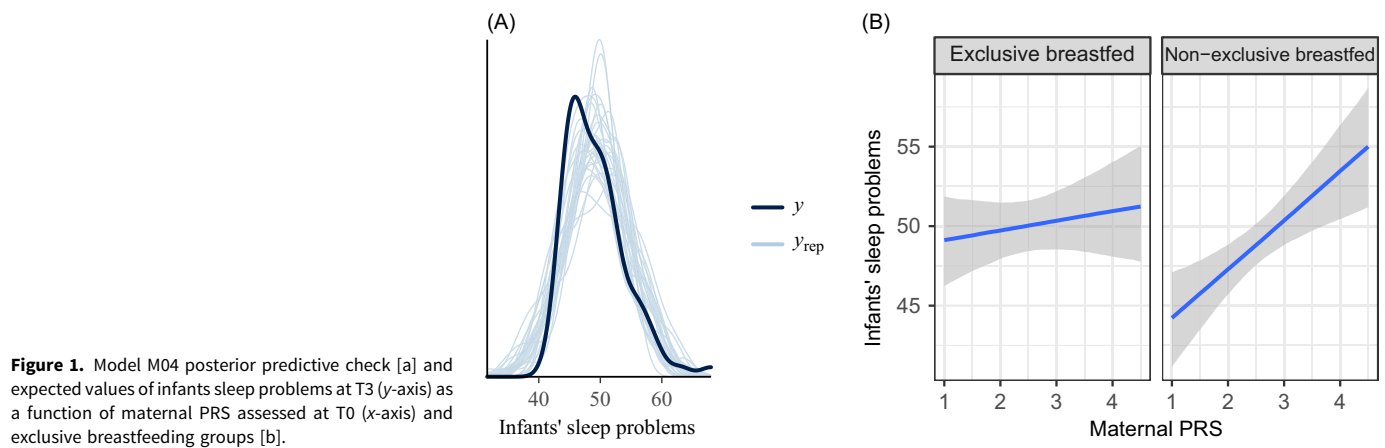 (A)
40
50
60
Infants' sleep problems
y
yrep
(B)
Exclusive breastfed
Non−exclusive breastfed
Infants' sleep problems
55
50
45
1 2 3 4
1 2 3 4
Maternal PRS
Figure 1. Model M04 posterior predictive check [a] and
expected values of infants sleep problems at T3 (y-axis) as
a function of maternal PRS assessed at T0 (x-axis) and
exclusive breastfeeding groups [b].